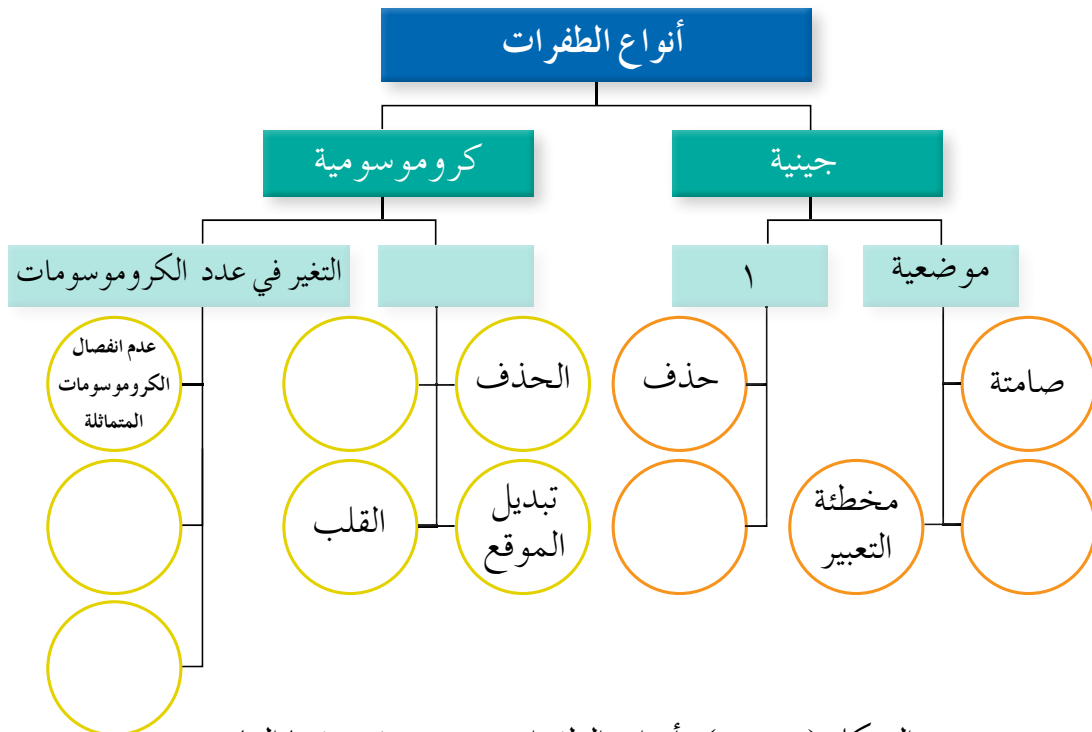 أنواع الطفرات
جينية
كروموسومية
موضعية
١
التغير في عدد الكروموسومات
صامتة
مخطئة
التعبير
حذف
الحذف
تبديل
الموقع
القلب
عدم انفصال
الكروموسومات
المتماثلة